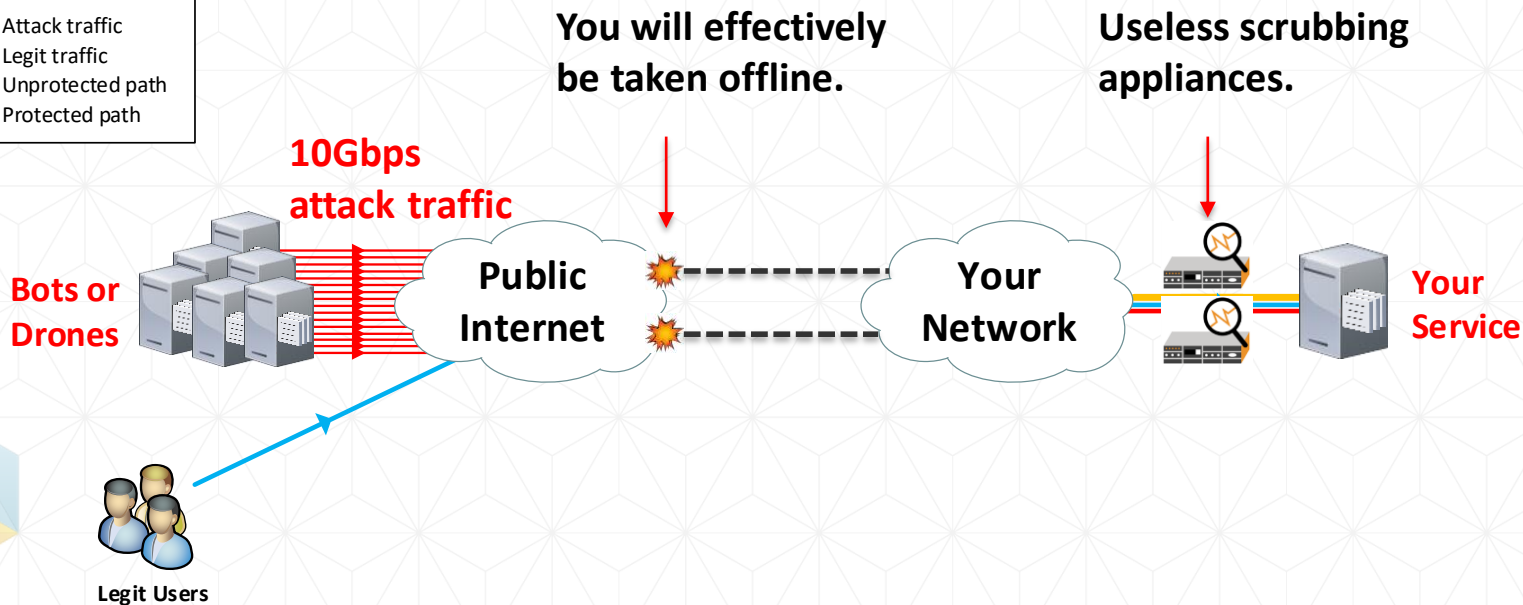 Attack traffic
Legit traffic
Unprotected path
Protected path
You will effectively
be taken offline.
Useless scrubbing
appliances.
10Gbps
attack traffic
Bots or
Drones
Public
Internet
Your
Network
Your
Service
Legit Users